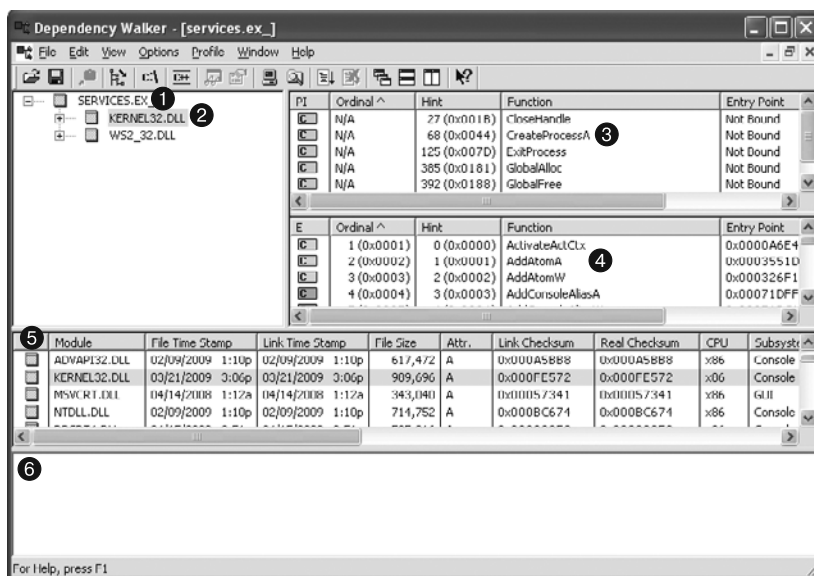 Dependency Walker - [services.ex_]
File Edit View Options Profile Window Help
SERVICES.EX_ 1
KERNEL32.DLL 2
WS2_32.DLL
PI Ordinal ^ Hint Function Entry Point
C N/A 27 (0x001B) CloseHandle Not Bound
C N/A 68 (0x0044) CreateProcessA 3 Not Bound
C N/A 125 (0x007D) ExitProcess Not Bound
C N/A 385 (0x0181) GlobalAlloc Not Bound
C N/A 392 (0x0188) GlobalFree Not Bound
E Ordinal ^ Hint Function Entry Point
C 1 (0x0001) 0 (0x0000) ActivateActCtx 0x0000A6E4
C 2 (0x0002) 1 (0x0001) AddAtomA 4 0x0003551D
C 3 (0x0003) 2 (0x0002) AddAtomW 0x000326F1
C 4 (0x0004) 3 (0x0003) AddConsoleAliasA 0x00071DFF
5 Module File Time Stamp Link Time Stamp File Size Attr. Link Checksum Real Checksum CPU Subsyste
ADVAPI32.DLL 02/09/2009 1:10p 02/09/2009 1:10p 617,472 A 0x000A5BB8 0x000A5BB8 x86 Console
KERNEL32.DLL 03/21/2009 3:06p 03/21/2009 3:06p 989,696 A 0x000FE572 0x000FE572 x86 Console
MSVCRT.DLL 04/14/2008 1:12a 04/14/2008 1:12a 343,040 A 0x00057341 0x00057341 x86 GUI
NTDLL.DLL 02/09/2009 1:10p 02/09/2009 1:10p 714,752 A 0x000BC674 0x000BC674 x86 Console
6
For Help, press F1